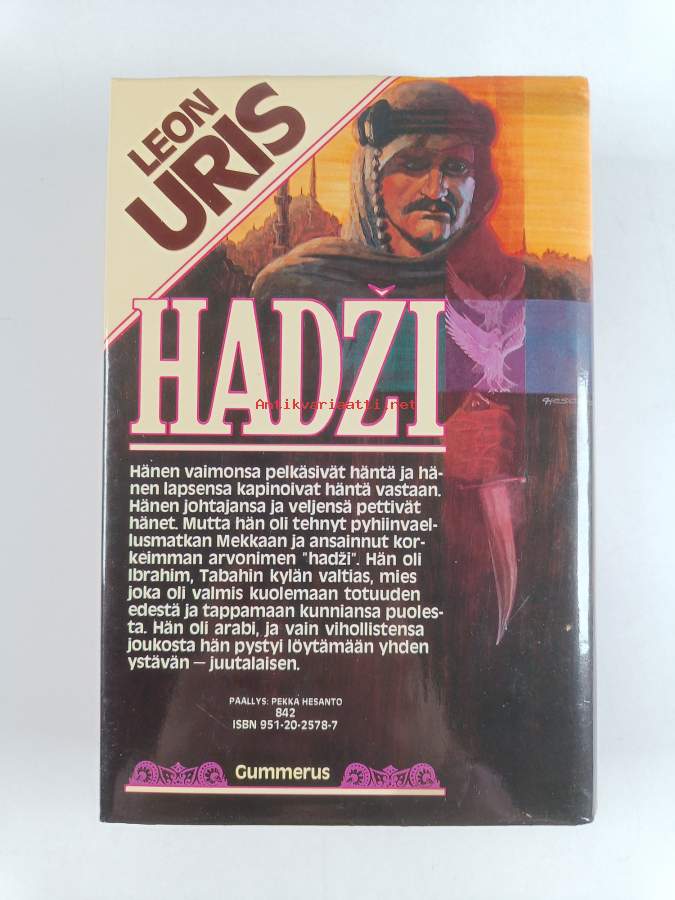 LEON
URIS
HADŽI
Antikvariaatti.net
Hänen vaimonsa pelkäsivät häntä ja hä-
nen lapsensa kapinoivat häntä vastaan.
Hänen johtajansa ja veljensä pettivät
hänet. Mutta hän oli tehnyt pyhiinvael-
lusmatkan Mekkaan ja ansainnut kor-
keimman arvonimen "hadži". Hän oli
Ibrahim, Tabahin kylän valtias, mies
joka oli valmis kuolemaan totuuden
edestä ja tappamaan kunniansa puoles-
ta. Hän oli arabi, ja vain vihollistensa
joukosta hän pystyi löytämään yhden
ystävän — juutalaisen.
PÄÄLLYS: PEKKA HESANTO
842
ISBN 951-20-2578-7
Gummerus